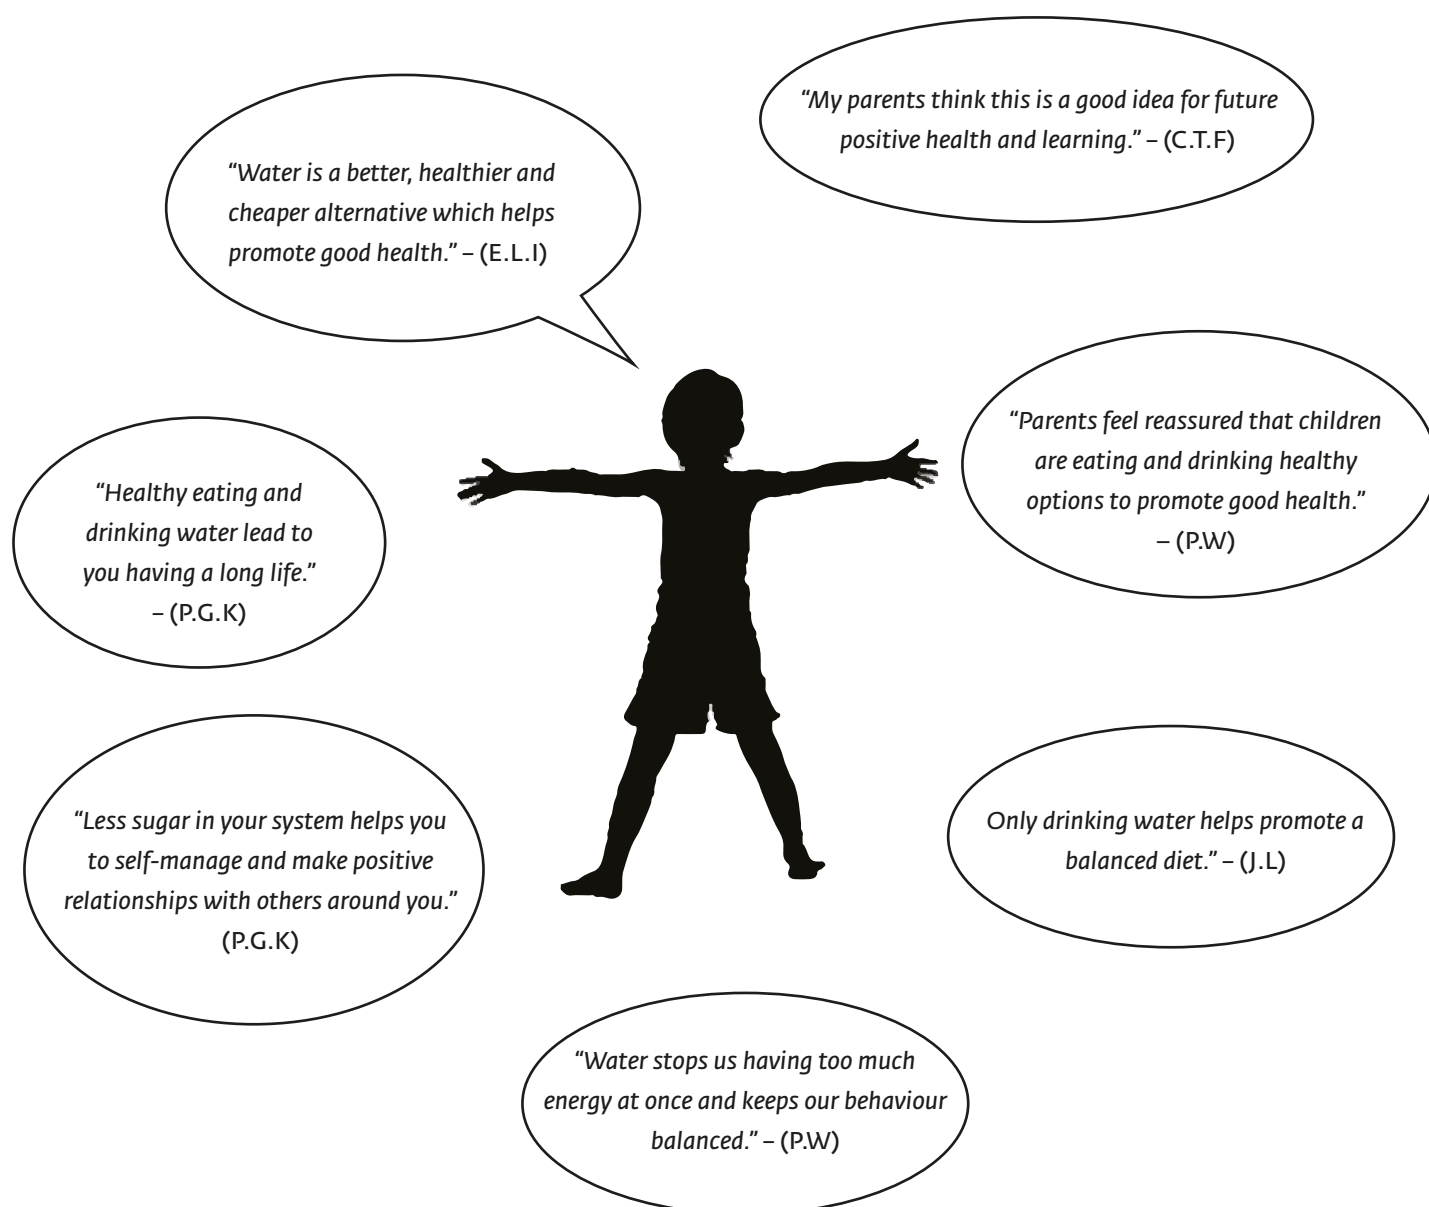 “My parents think this is a good idea for future
positive health and learning.” – (C.T.F)
“Water is a better, healthier and
cheaper alternative which helps
promote good health.” – (E.L.I)
“Parents feel reassured that children
are eating and drinking healthy
options to promote good health.”
– (P.W)
“Healthy eating and
drinking water lead to
you having a long life.”
– (P.G.K)
“Less sugar in your system helps you
to self-manage and make positive
relationships with others around you.”
(P.G.K)
Only drinking water helps promote a
balanced diet.” – (J.L)
“Water stops us having too much
energy at once and keeps our behaviour
balanced.” – (P.W)